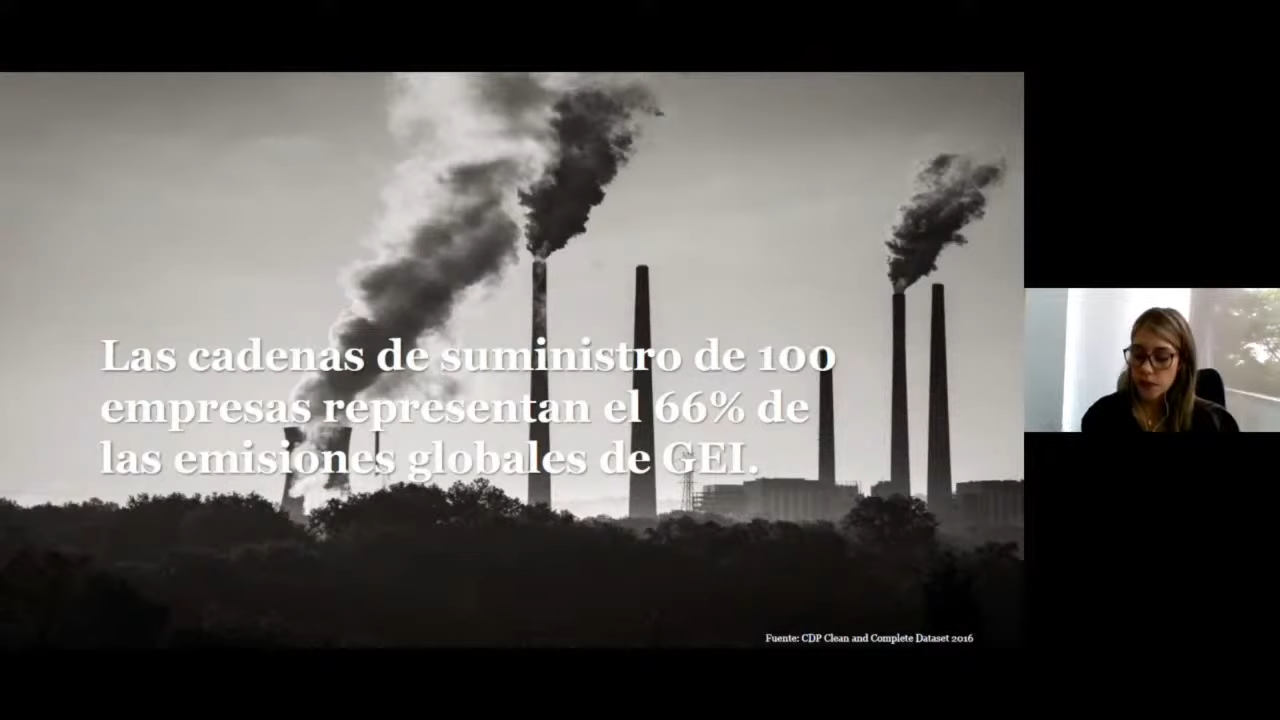 Las cadenas de suministro de 100
empresas representan el 66% de
las emisiones globales de GEI.
Fuente: CDP Clean and Complete Dataset 2016